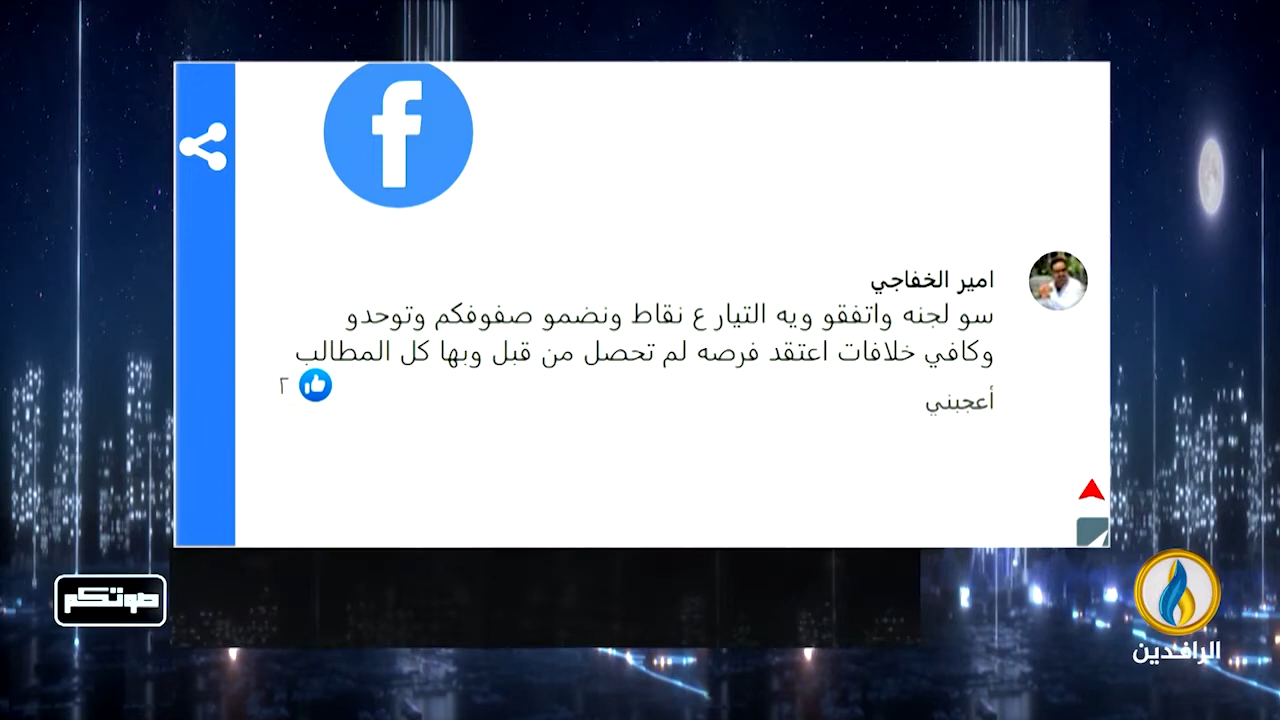 امير الخفاجي
سو لجنه واتفقو ويه التيار ع نقاط ونضمو صفوفكم وتوحدو
وكافي خلافات اعتقد فرصه لم تحصل من قبل وبها كل المطالب
٢
أعجبني
صوتكم
الرافدين